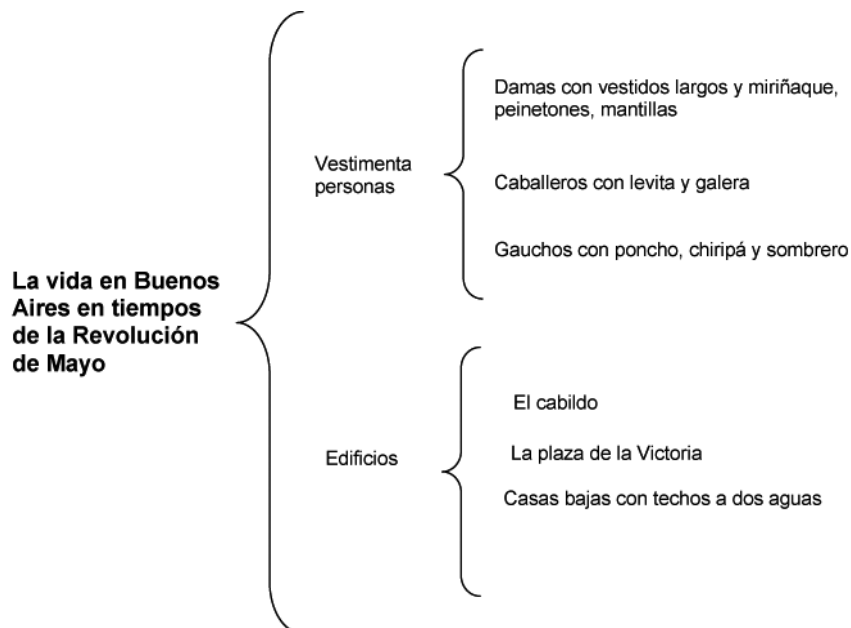 La vida en Buenos
Aires en tiempos
de la Revolución
de Mayo
Vestimenta
personas
Damas con vestidos largos y miriñaque,
peinetones, mantillas
Caballeros con levita y galera
Gauchos con poncho, chiripá y sombrero
Edificios
El cabildo
La plaza de la Victoria
Casas bajas con techos a dos aguas